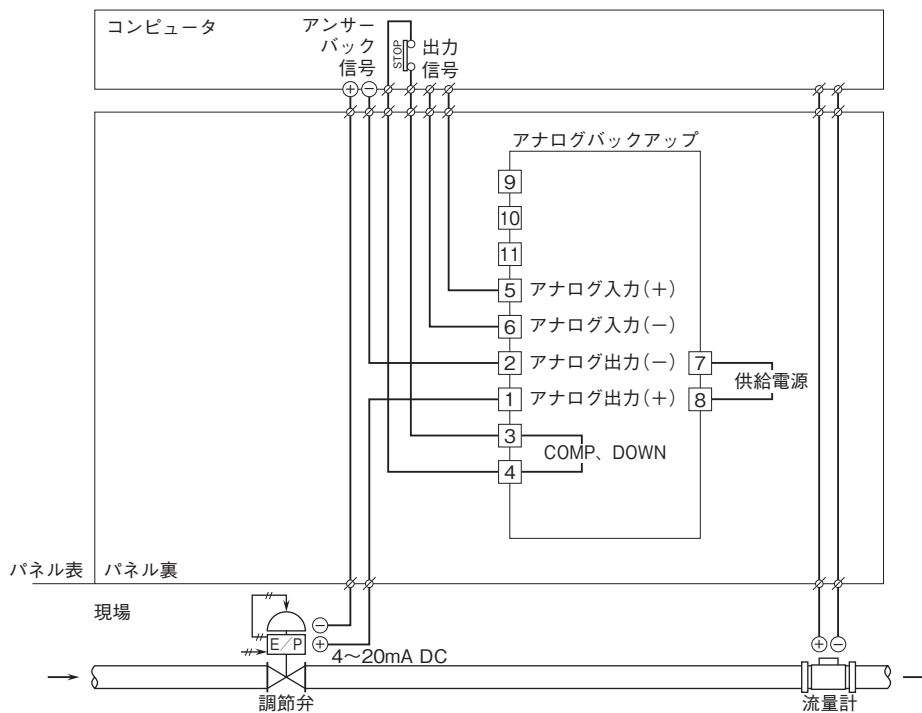 コンピュータ
アンサー
バック
信号
STOP
出力
信号
+ −
アナログバックアップ
9
10
11
5 アナログ入力(+)
6 アナログ入力(−)
2 アナログ出力(−)
7
供給電源
1 アナログ出力(+)
8
3
COMP、DOWN
4
パネル表
パネル裏
現場
−
E/P
+
4~20mA DC
+ −
調節弁
流量計